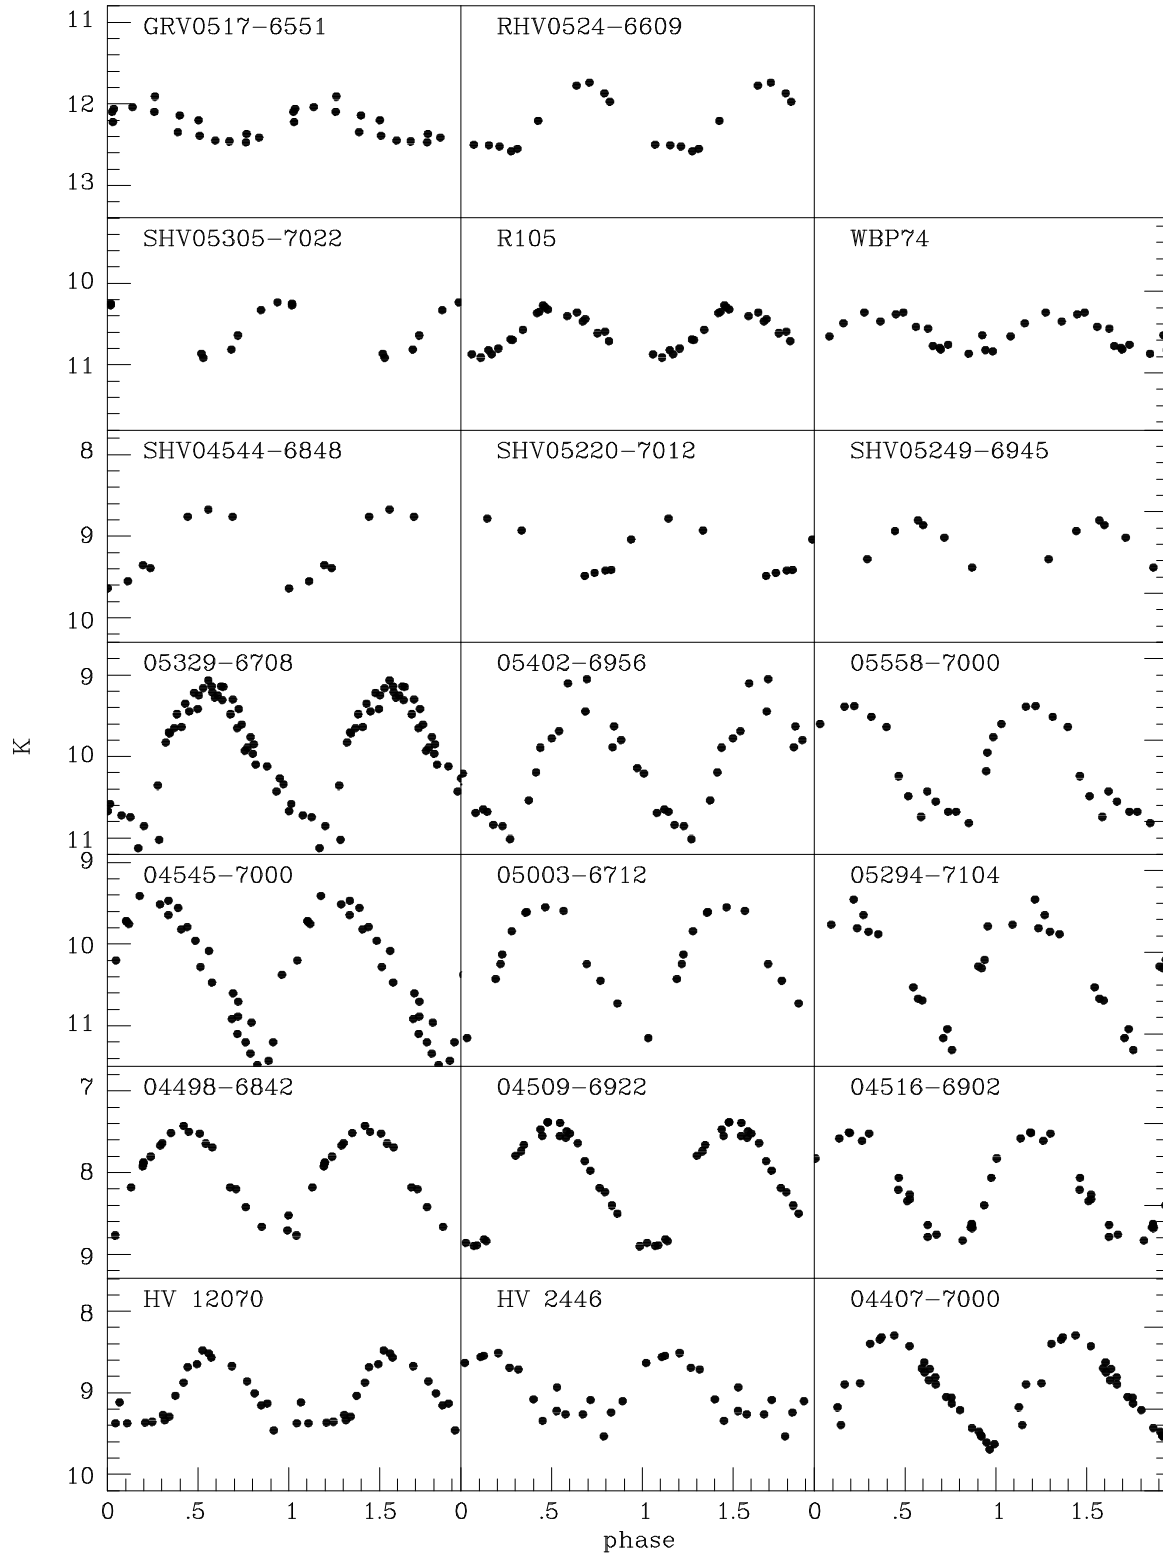 11
GRV0517-6551
RHV0524-6609
12
13
SHV05305-7022
R105
WBP74
10
11
8
SHV04544-6848
SHV05220-7012
SHV05249-6945
9
10
05329-6708
05402-6956
05558-7000
9
K
10
11
9
04545-7000
05003-6712
05294-7104
10
11
7
04498-6842
04509-6922
04516-6902
8
9
HV 12070
HV 2446
04407-7000
8
9
10
0 .5 1 1.5 0 .5 1 1.5 0 .5 1 1.5
phase